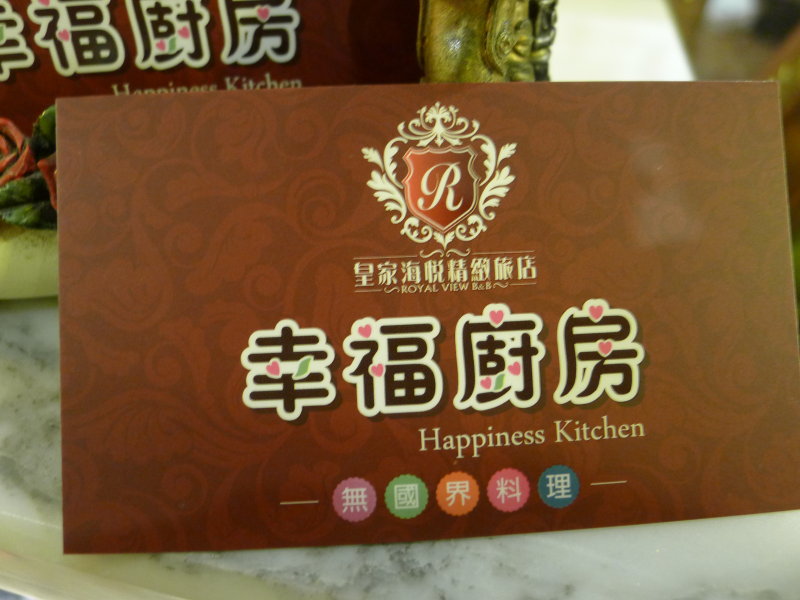 幸福廚房
Happiness Kitchen
R
皇家海悅精緻旅店
ROYAL VIEW B&B
幸福廚房
Happiness Kitchen
無國界料理